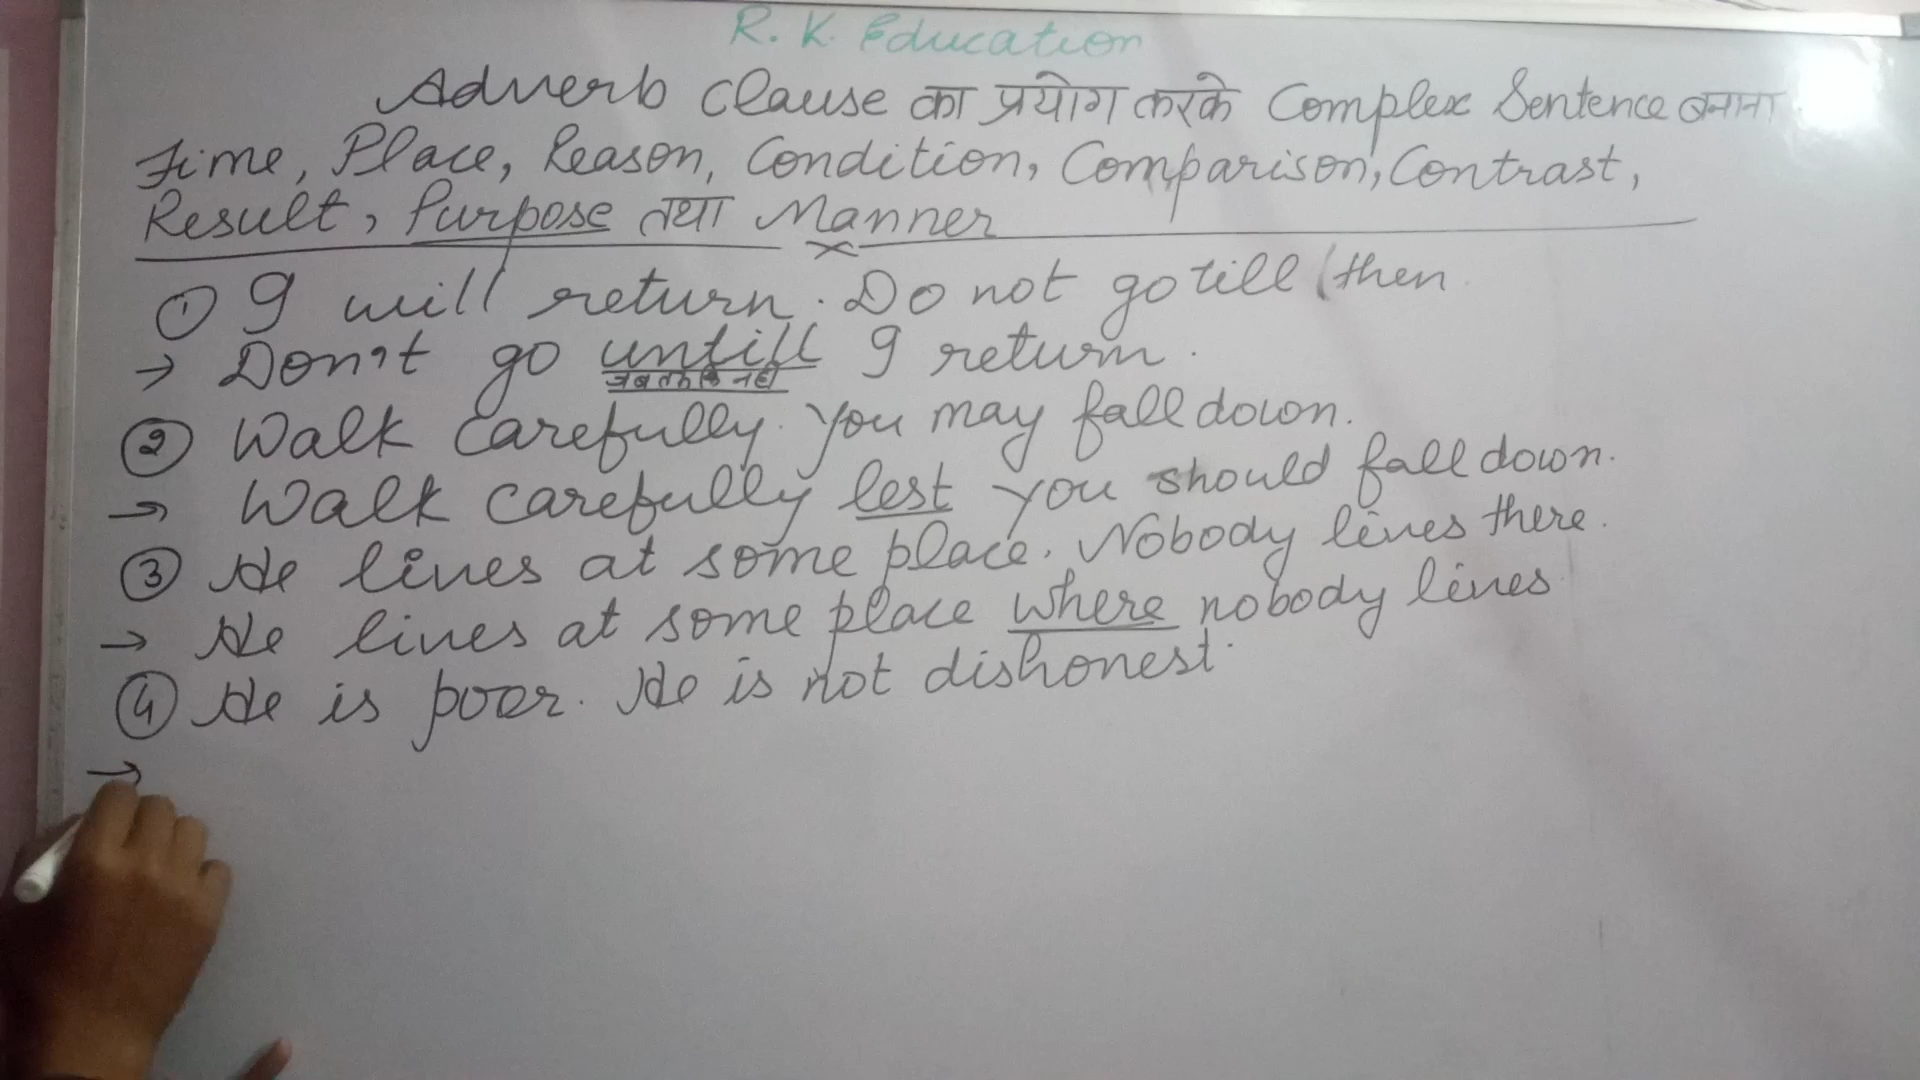 R. K. Education
Adverb Clause का प्रयोग करके Complex Sentence बनाना
Time, Place, Reason, Condition, Comparison, Contrast,
Result, Purpose तथा Manner
① I will return. Do not go till then.
→ Don't go untill I return.
जब तक कि नहीं
② Walk carefully. You may fall down.
→ Walk carefully lest you should fall down.
③ He lives at some place. Nobody lives there.
→ He lives at some place where nobody lives
④ He is poor. He is not dishonest.
→